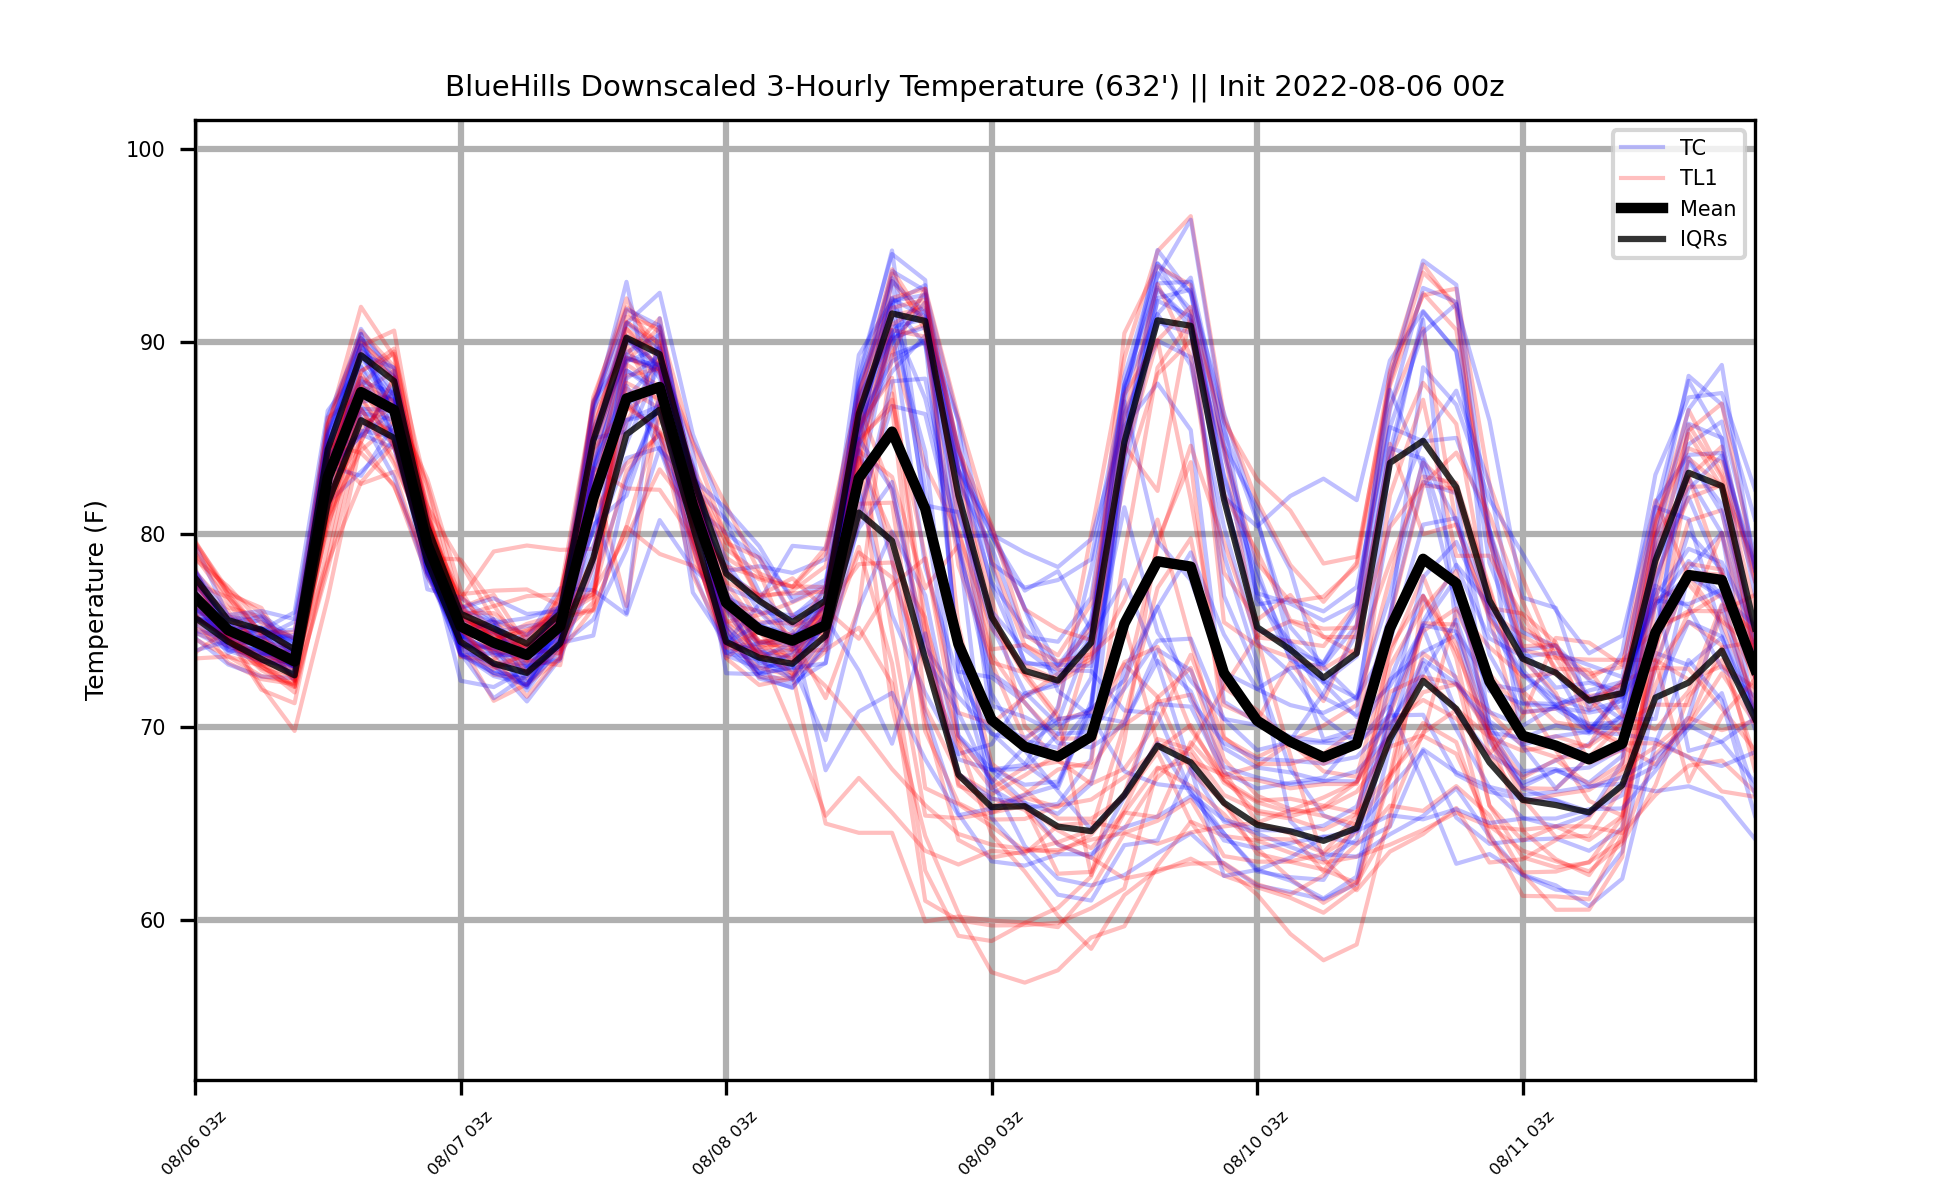 BlueHills Downscaled 3-Hourly Temperature (632') || Init 2022-08-06 00z
Temperature (F)
100
90
80
70
60
TC
TL1
Mean
IQRs
08/06 03z
08/07 03z
08/08 03z
08/09 03z
08/10 03z
08/11 03z